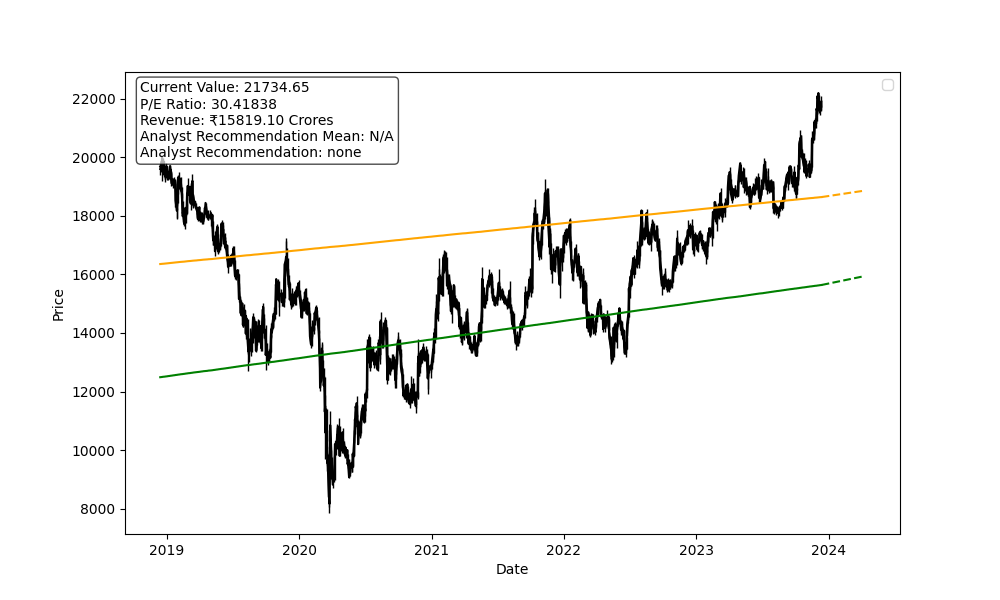 Current Value: 21734.65
P/E Ratio: 30.41838
Revenue: ₹15819.10 Crores
Analyst Recommendation Mean: N/A
Analyst Recommendation: none
22000
20000
18000
16000
14000
12000
10000
8000
Price
2019 2020 2021 2022 2023 2024
Date